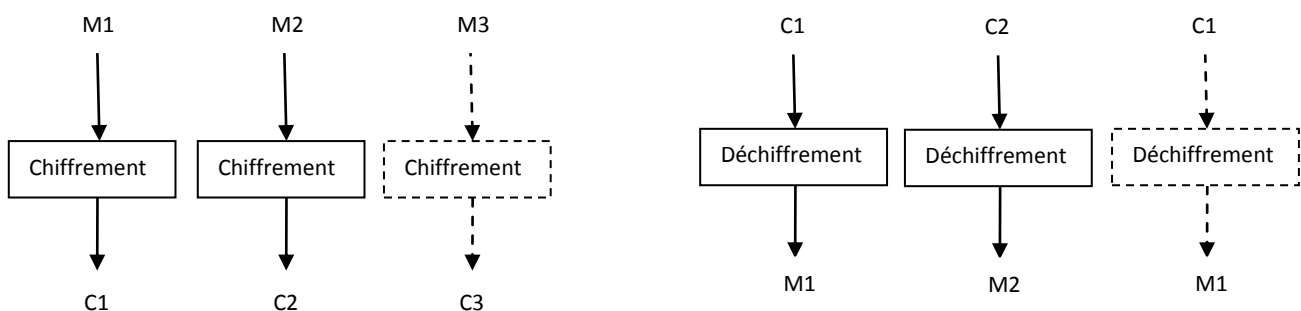 M1 M2 M3
Chiffrement Chiffrement Chiffrement
C1 C2 C3
C1 C2 C1
Déchiffrement Déchiffrement Déchiffrement
M1 M2 M1